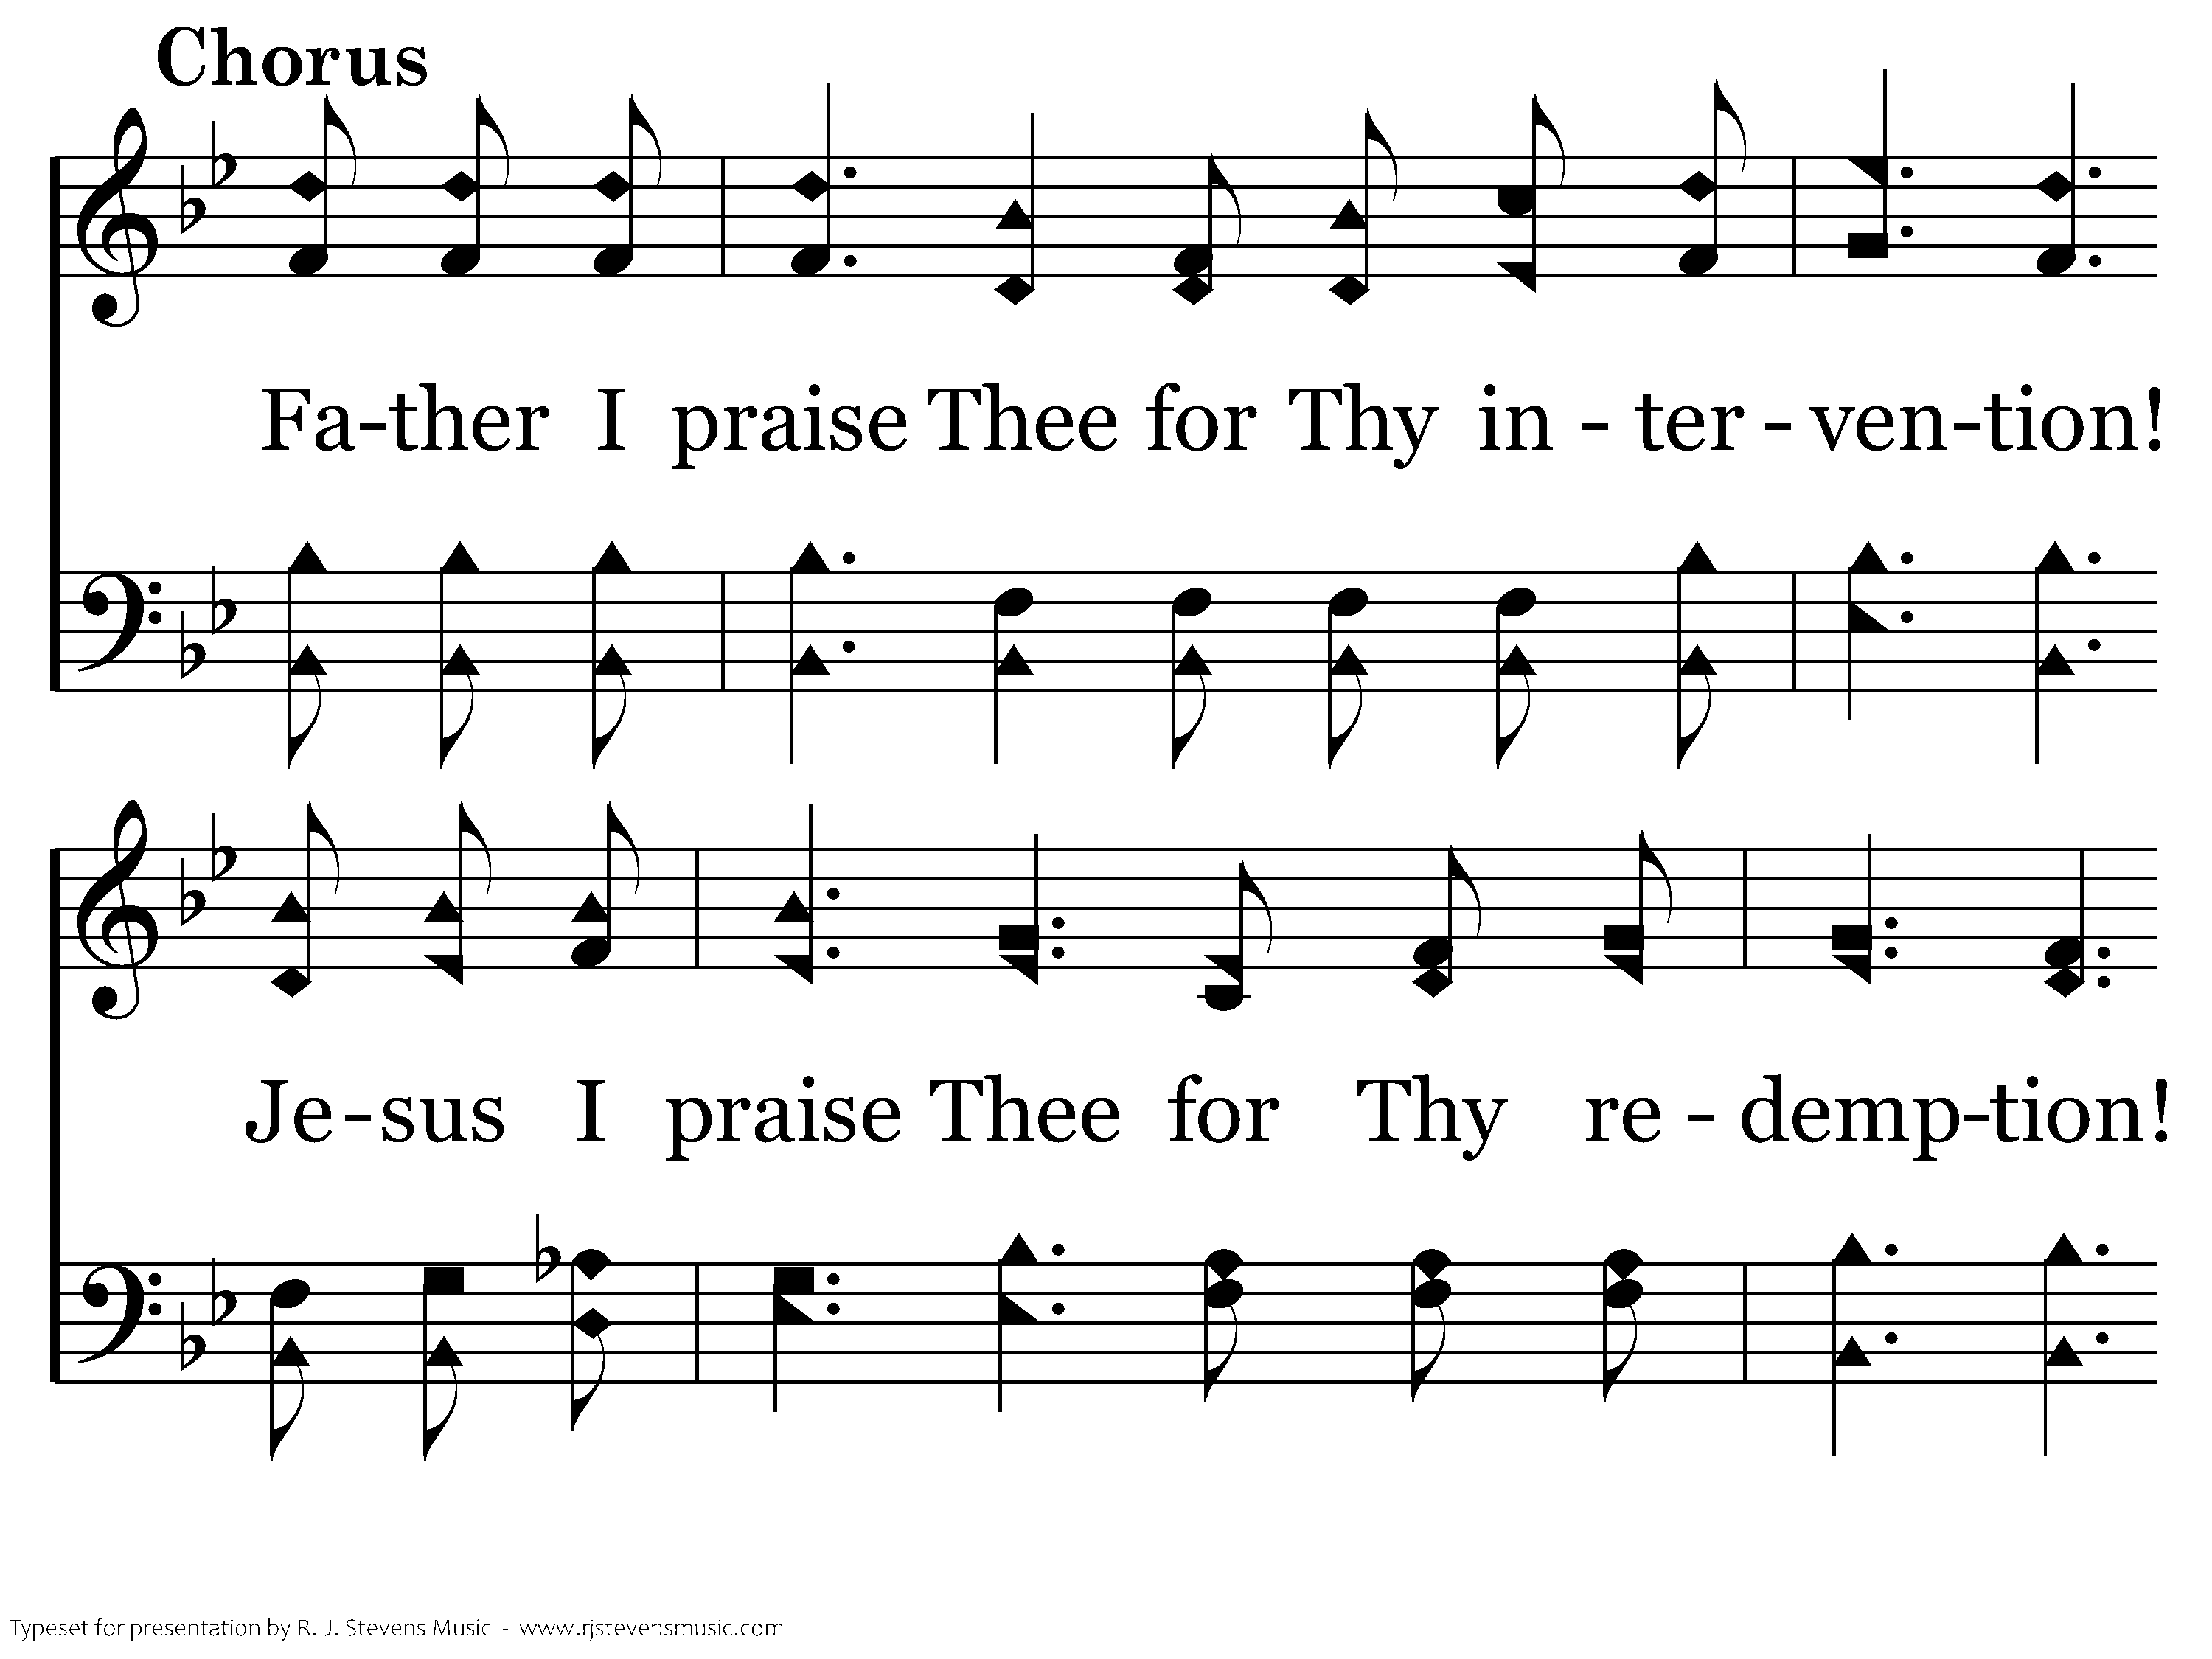 Chorus
Fa-ther I praise Thee for Thy in - ter - ven-tion!
Je-sus I praise Thee for Thy re - demp-tion!
Typeset for presentation by R. J. Stevens Music - www.rjstevensmusic.com